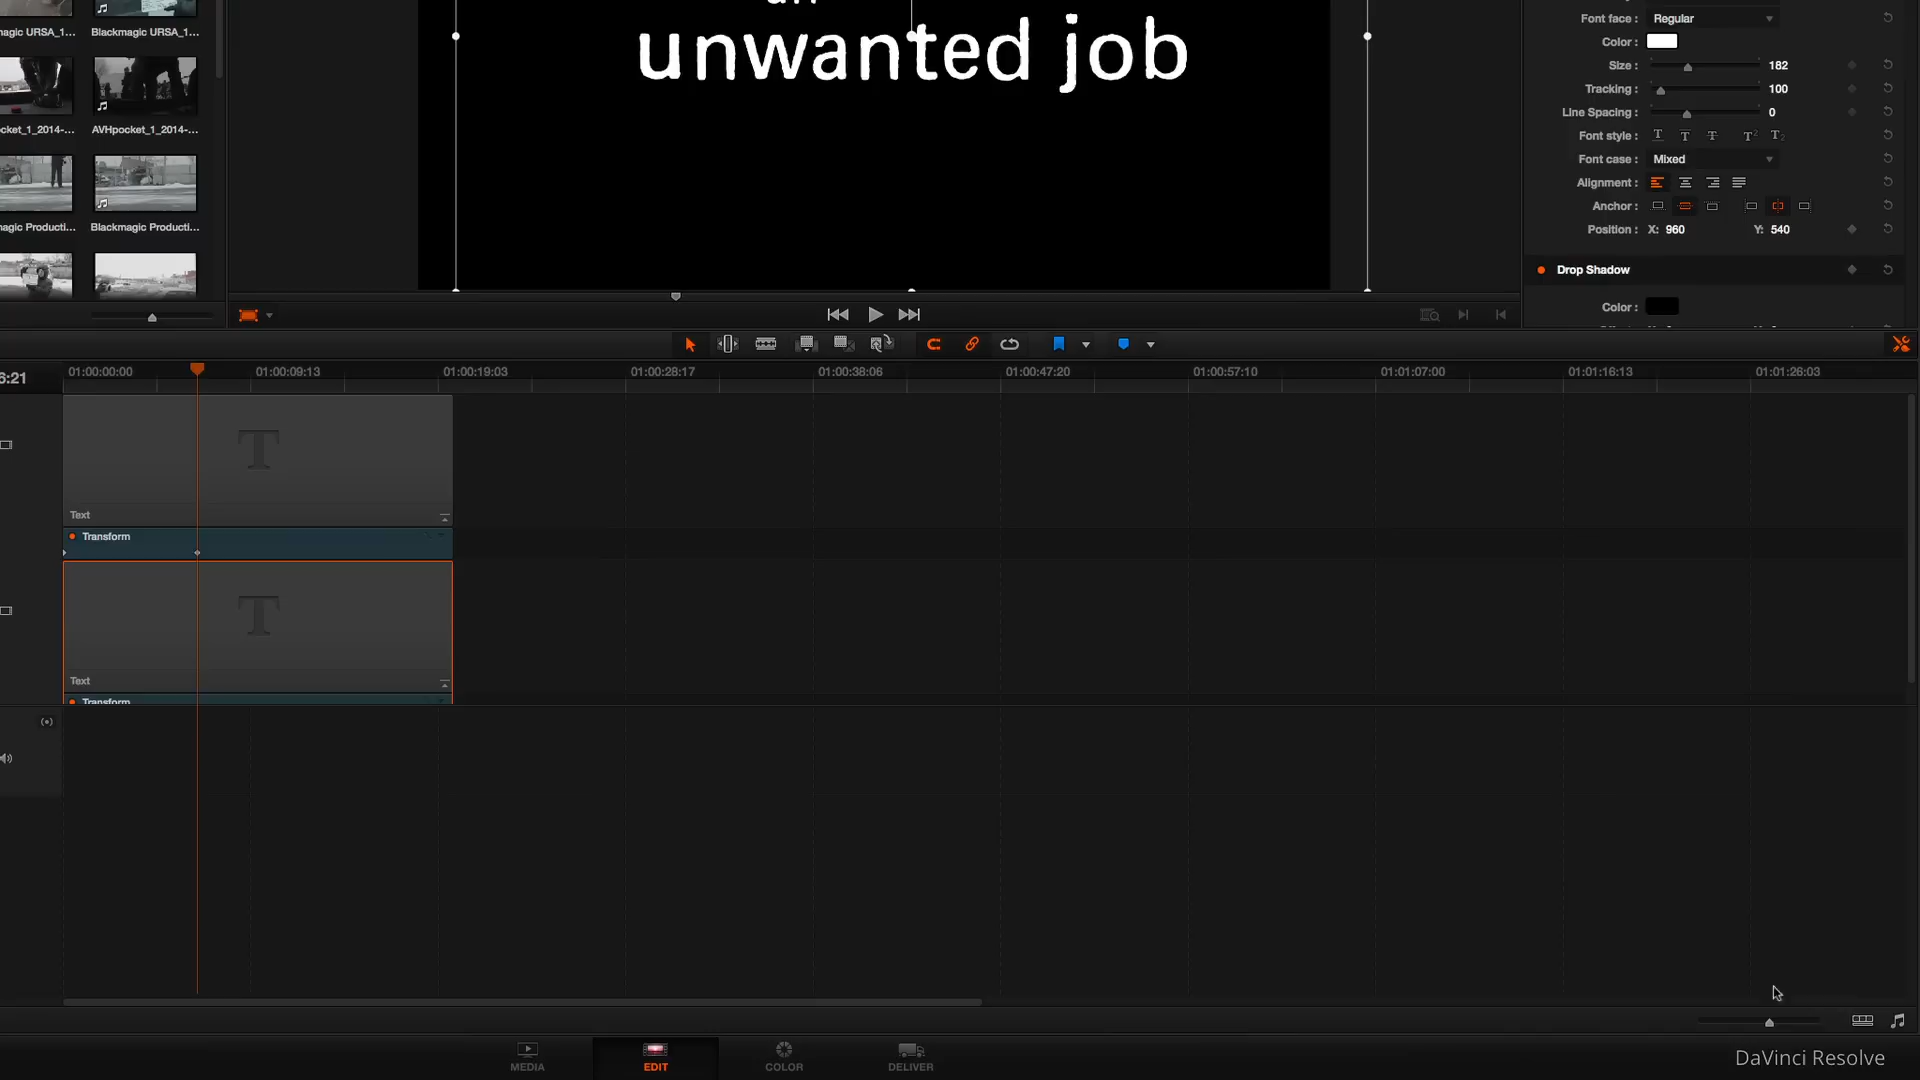 unwanted job
agic URSA_1...
Blackmagic URSA_1...
cket_1_2014-...
AVHpocket_1_2014-...
agic Producti...
Blackmagic Producti...
Font face :
Regular
Color :
Size :
182
Tracking :
100
Line Spacing :
0
Font style :
T
T
T
T²
T₂
Font case :
Mixed
Alignment :
Anchor :
Position :
X: 960
Y: 540
Drop Shadow
Color :
6:21
01:00:00:00
01:00:09:13
01:00:19:03
01:00:28:17
01:00:38:06
01:00:47:20
01:00:57:10
01:01:07:00
01:01:16:13
01:01:26:03
T
Text
Transform
T
Text
Transform
MEDIA
EDIT
COLOR
DELIVER
DaVinci Resolve